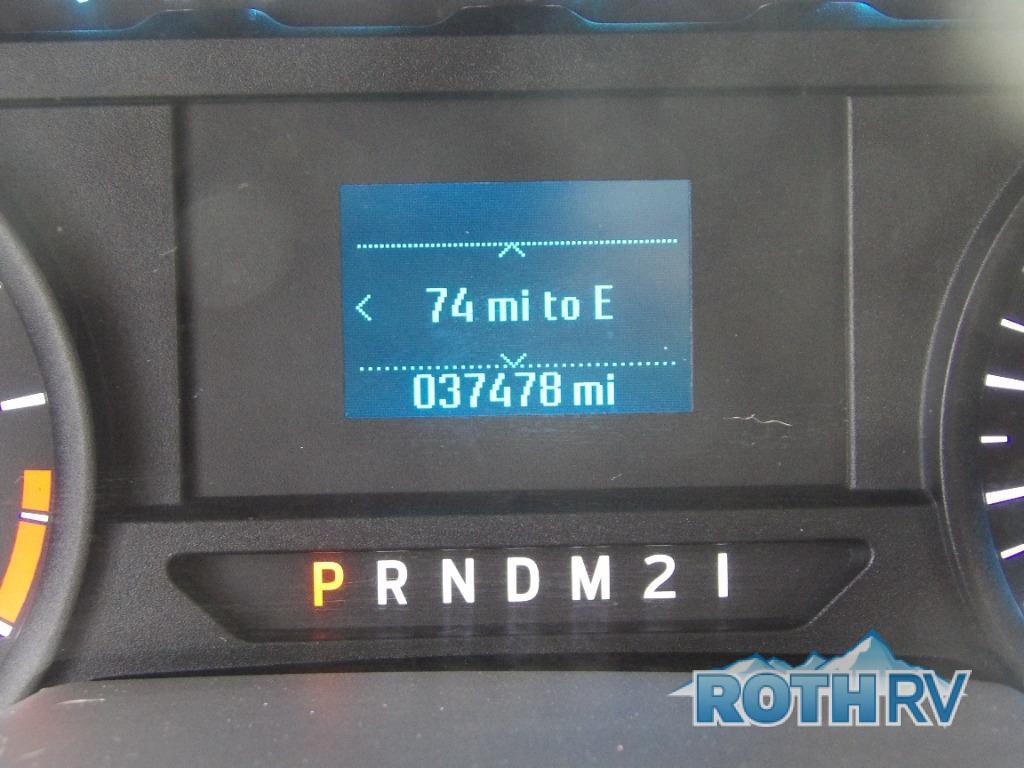 74 mi to E
037478 mi
P R N D M 2 1
ROTH RV